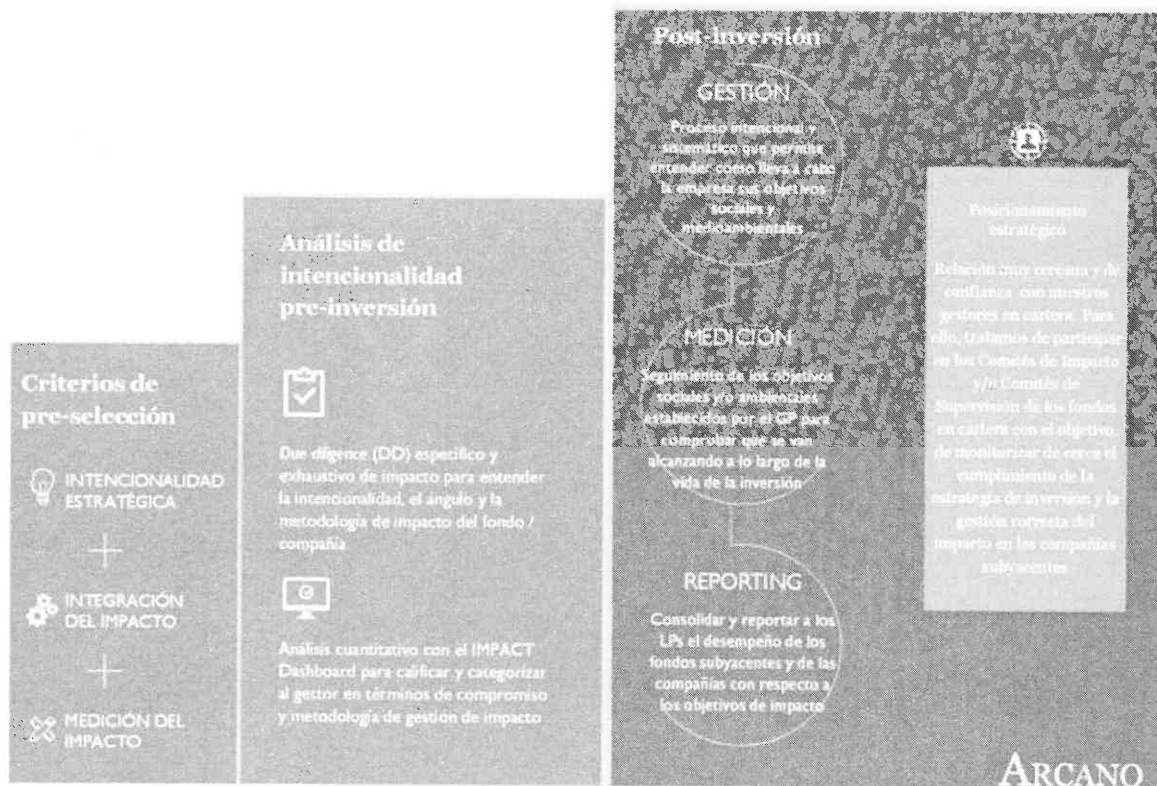 Criterios de
pre-selección
INTENCIONALIDAD
ESTRATÉGICA
INTEGRACIÓN
DEL IMPACTO
MEDICIÓN DEL
IMPACTO
Análisis de
intencionalidad
pre-inversión
Due diligence (DD) específico y
exhaustivo de impacto para entender
la intencionalidad, el ángulo y la
metodología de impacto del fondo /
compañía
Análisis cuantitativo con el IMPACT
Dashboard para calificar y categorizar
al gestor en términos de compromiso
y metodología de gestión de impacto
Post-inversión
GESTIÓN
Proceso intencional y
sistemático que permite
entender como lleva a cabo
la empresa sus objetivos
sociales y
medioambientales
MEDICIÓN
Seguimiento de los objetivos
sociales y/o ambientales
establecidos por el GP para
comprobar que se van
alcanzando a lo largo de la
vida de la inversión
REPORTING
Consolidar y reportar a los
LPs el desempeño de los
fondos subyacentes y de las
compañías con respecto a
los objetivos de impacto
Posicionamiento
estratégico
Relación muy cercana y de
confianza con nuestros
gestores en cartera. Para
ello, tratamos de participar
en los Comités de Impacto
y/o Comités de
Supervisión de los fondos
en cartera con el objetivo
de monitorizar de cerca el
cumplimiento de la
estrategia de inversión y la
gestión correcta del
impacto en las compañías
subyacentes
ARCANO